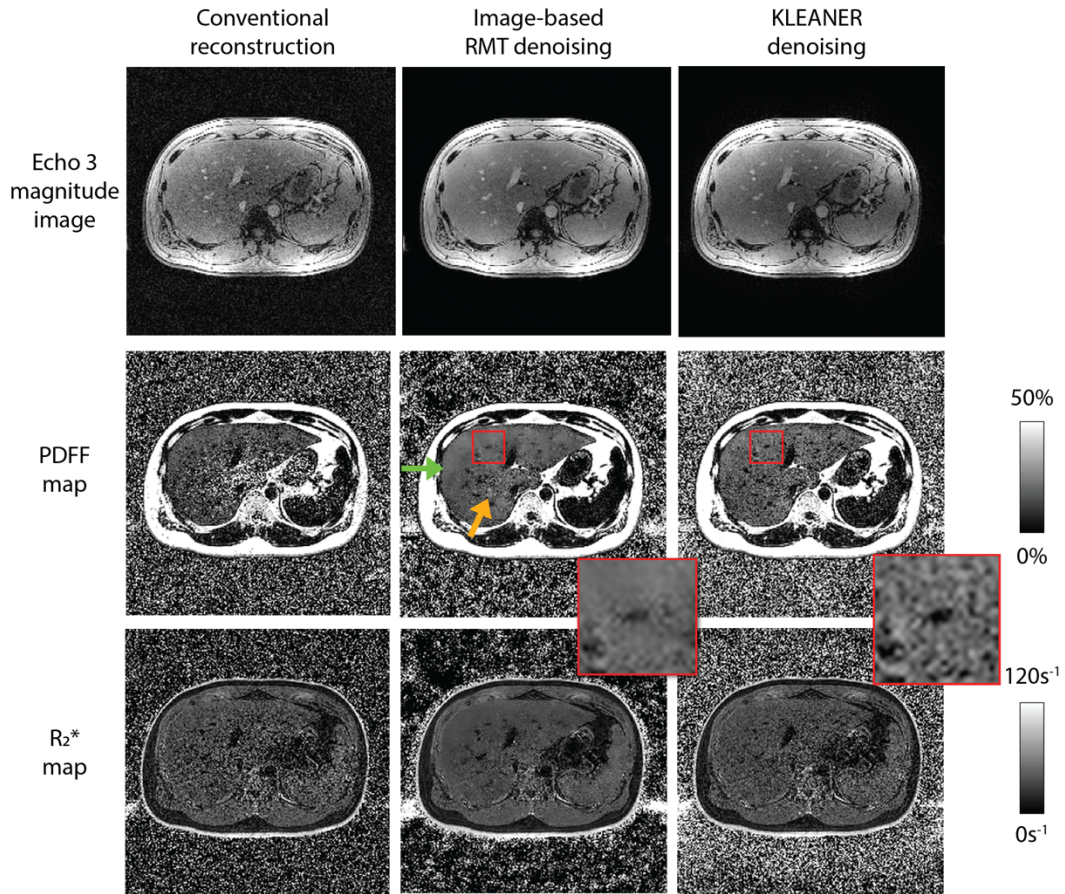 Conventional
reconstruction
Image-based
RMT denoising
KLEANER
denoising
Echo 3
magnitude
image
PDFF
map
50%
0%
R₂*
map
120s⁻¹
0s⁻¹